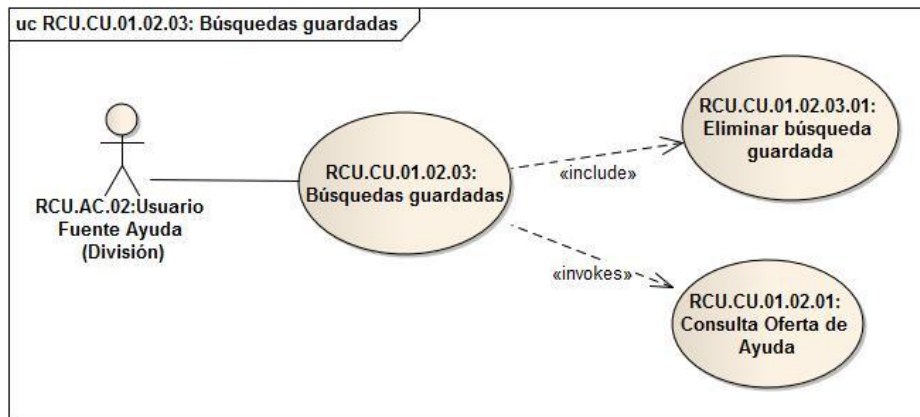 uc RCU.CU.01.02.03: Búsquedas guardadas
RCU.AC.02:Usuario
Fuente Ayuda
(División)
RCU.CU.01.02.03:
Búsquedas guardadas
«include»
RCU.CU.01.02.03.01:
Eliminar búsqueda
guardada
«invokes»
RCU.CU.01.02.01:
Consulta Oferta de
Ayuda